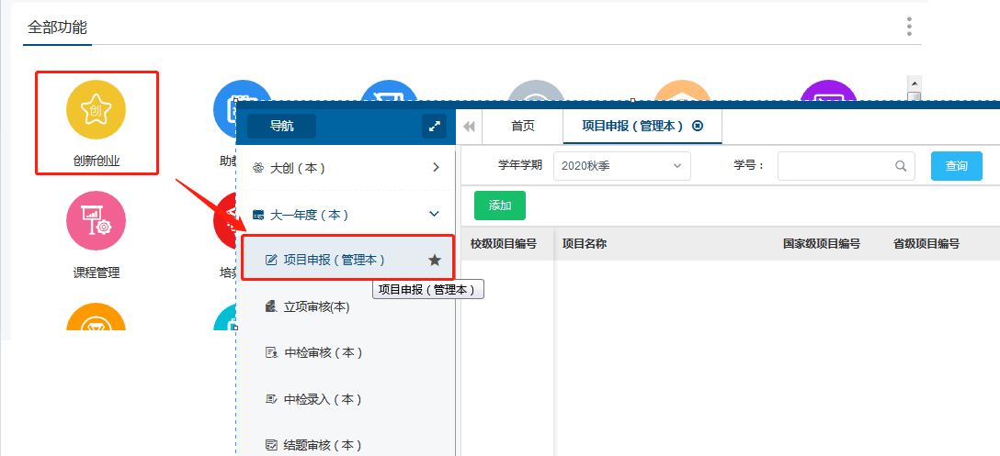 全部功能
创
创新创业
助教
课程管理
培养
导航
首页
项目申报（管理本）
大创（本）
大一年度（本）
项目申报（管理本）
项目申报（管理本）
立项审核(本)
中检审核（本）
中检录入（本）
结题审核（本）
学年学期
2020秋季
学号：
查询
添加
校级项目编号
项目名称
国家级项目编号
省级项目编号